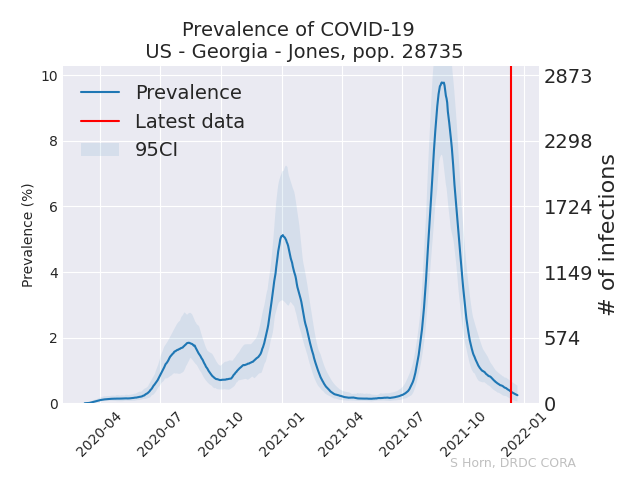 Prevalence of COVID-19
US - Georgia - Jones, pop. 28735
Prevalence
Latest data
95CI
Prevalence (%)
10
8
6
4
2
0
2873
2298
1724
1149
574
0
# of infections
2020-04
2020-07
2020-10
2021-01
2021-04
2021-07
2021-10
2022-01
S Horn, DRDC CORA